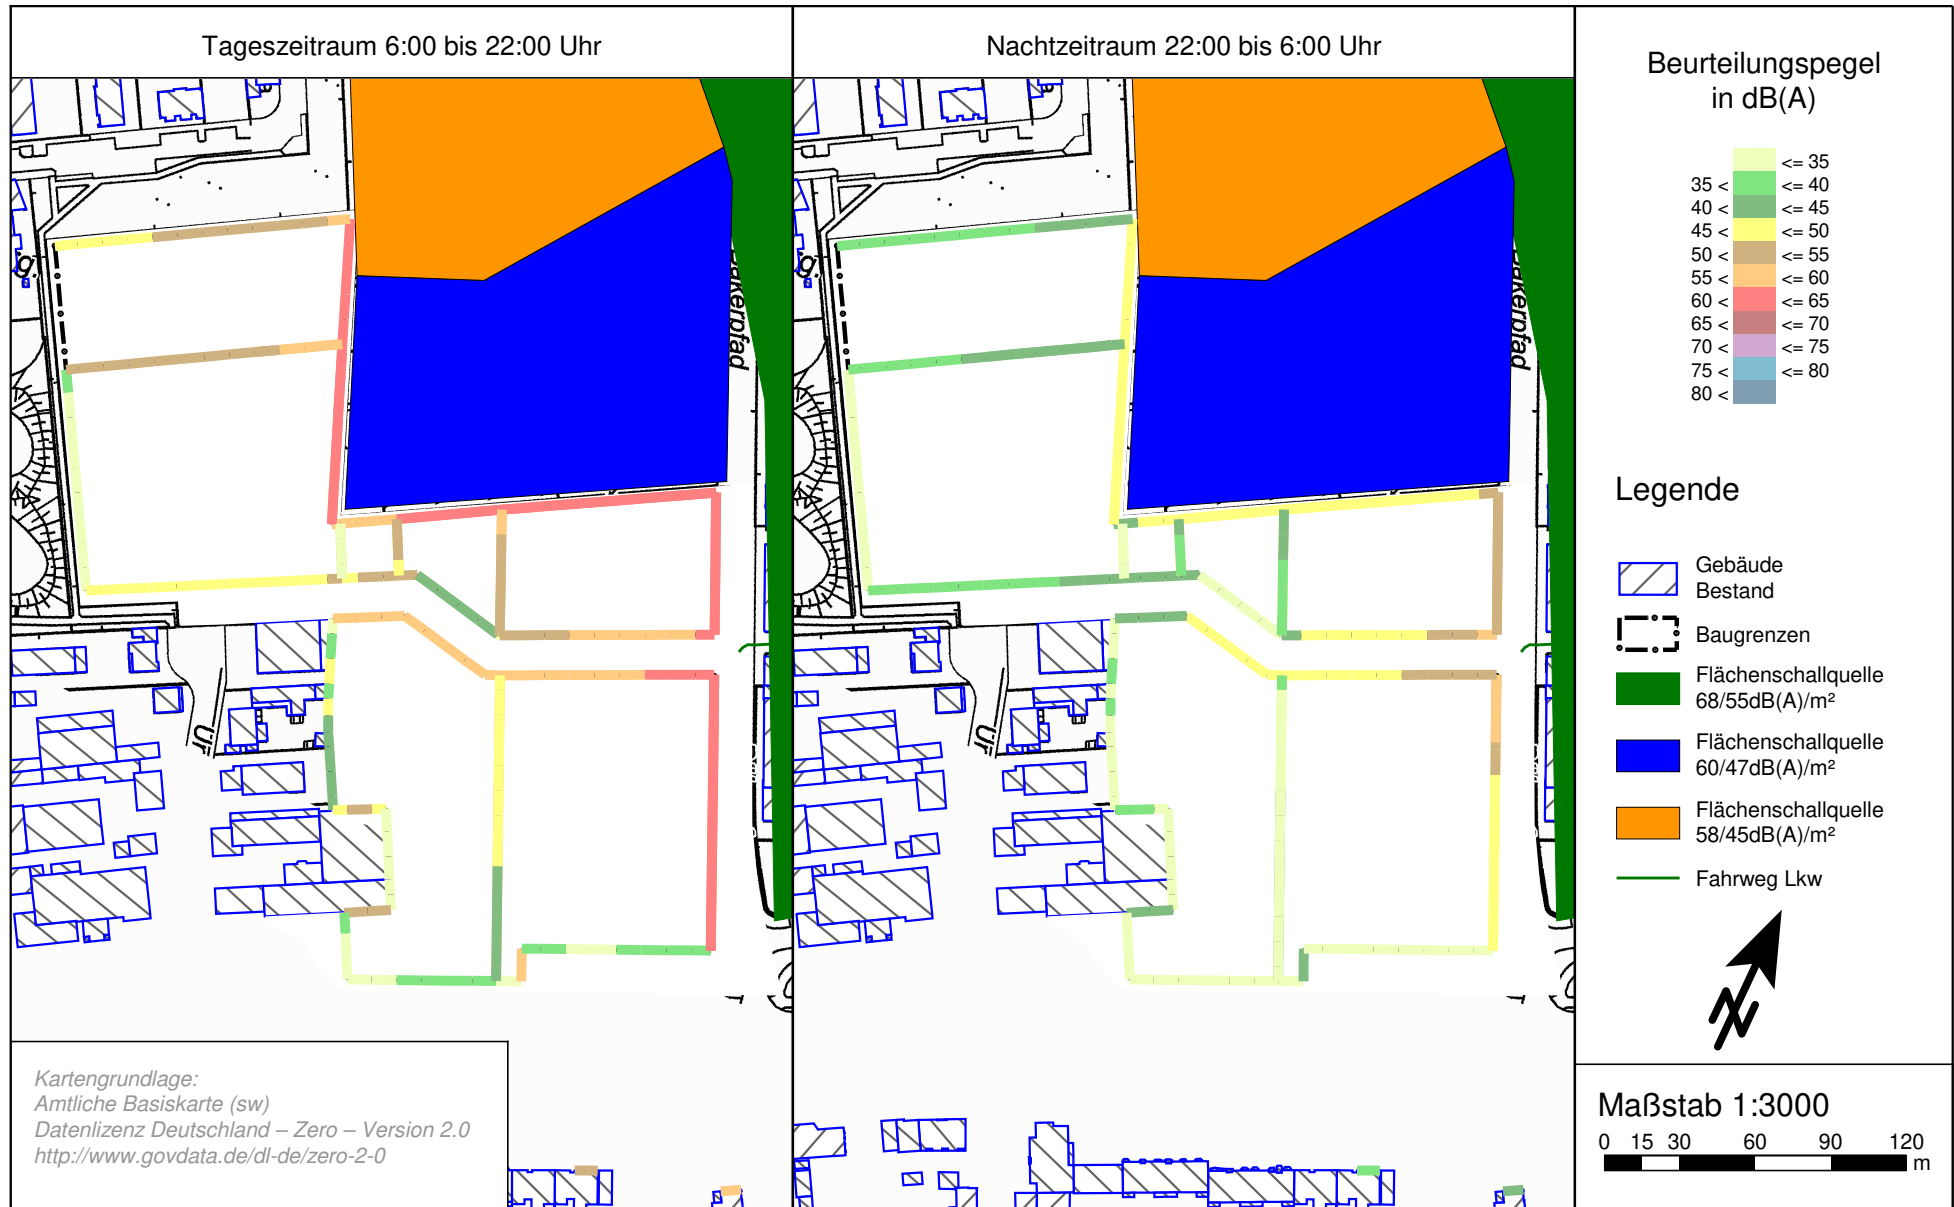 Tageszeitraum 6:00 bis 22:00 Uhr
Nachtzeitraum 22:00 bis 6:00 Uhr
Beurteilungspegel
in dB(A)
<= 35
35 < <= 40
40 < <= 45
45 < <= 50
50 < <= 55
55 < <= 60
60 < <= 65
65 < <= 70
70 < <= 75
75 < <= 80
80 <
Legende
Gebäude
Bestand
Baugrenzen
Flächenschallquelle
68/55dB(A)/m²
Flächenschallquelle
60/47dB(A)/m²
Flächenschallquelle
58/45dB(A)/m²
Fahrweg Lkw
Maßstab 1:3000
0 15 30 60 90 120
m
Kartengrundlage:
Amtliche Basiskarte (sw)
Datenlizenz Deutschland – Zero – Version 2.0
http://www.govdata.de/dl-de/zero-2-0